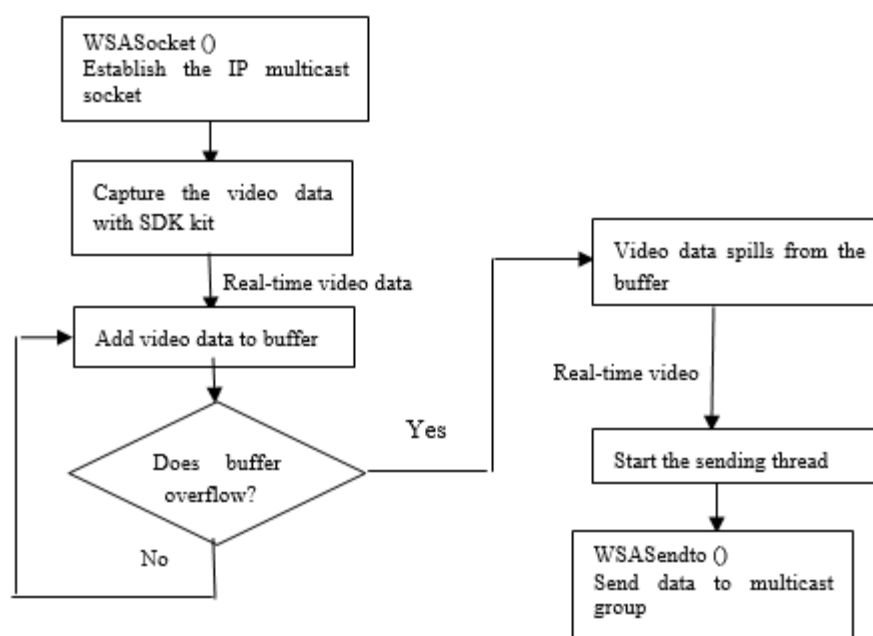 WSASocket ()
Establish the IP multicast
socket
Capture the video data
with SDK kit
Real-time video data
Add video data to buffer
Does buffer
overflow?
No
Yes
Video data spills from the
buffer
Real-time video
Start the sending thread
WSASendto ()
Send data to multicast
group